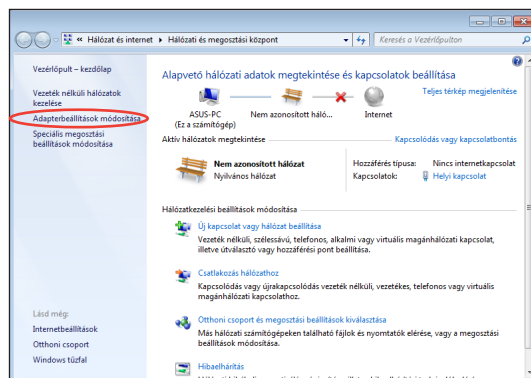 Hálózat és internet ▸ Hálózati és megosztási központ
Keresés a Vezérlőpulton
Vezérlőpult – kezdőlap
Vezeték nélküli hálózatok
kezelése
Adapterbeállítások módosítása
Speciális megosztási
beállítások módosítása
Lásd még:
Internetbeállítások
Otthoni csoport
Windows tűzfal
Alapvető hálózati adatok megtekintése és kapcsolatok beállítása
Teljes térkép megjelenítése
ASUS-PC
(Ez a számítógép)
Nem azonosított háló...
Internet
Aktív hálózatok megtekintése
Kapcsolódás vagy kapcsolatbontás
Nem azonosított hálózat
Nyilvános hálózat
Hozzáférés típusa: Nincs internetkapcsolat
Kapcsolatok: Helyi kapcsolat
Hálózatkezelési beállítások módosítása
Új kapcsolat vagy hálózat beállítása
Vezeték nélküli, szélessávú, telefonos, alkalmi vagy virtuális magánhálózati kapcsolat,
illetve útválasztó vagy hozzáférési pont beállítása.
Csatlakozás hálózathoz
Kapcsolódás vagy újrakapcsolódás vezeték nélküli, vezetékes, telefonos vagy virtuális
magánhálózati kapcsolathoz.
Otthoni csoport és megosztási beállítások kiválasztása
Más hálózati számítógépeken található fájlok és nyomtatók elérése, vagy a megosztási
beállítások módosítása.
Hibaelhárítás